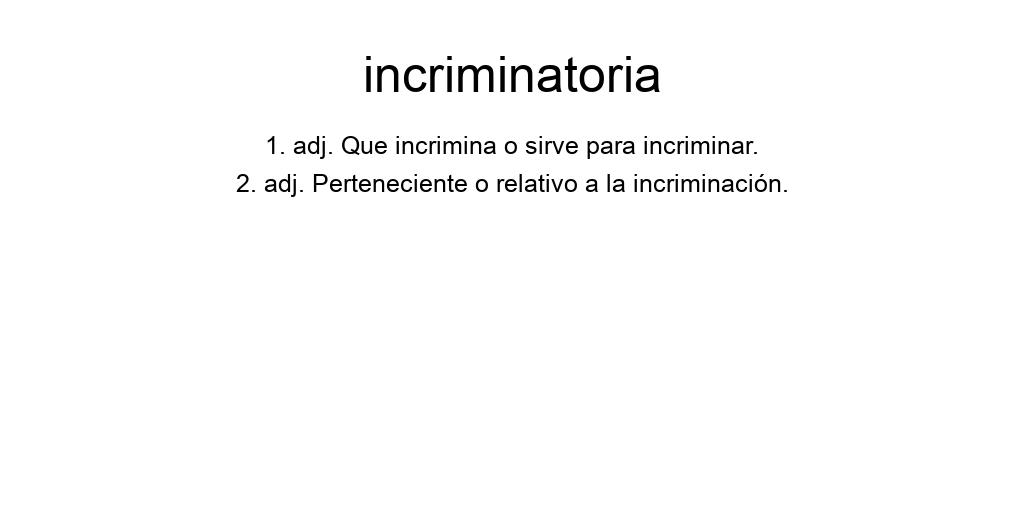 incriminatoria
1. adj. Que incrimina o sirve para incriminar.
2. adj. Perteneciente o relativo a la incriminación.